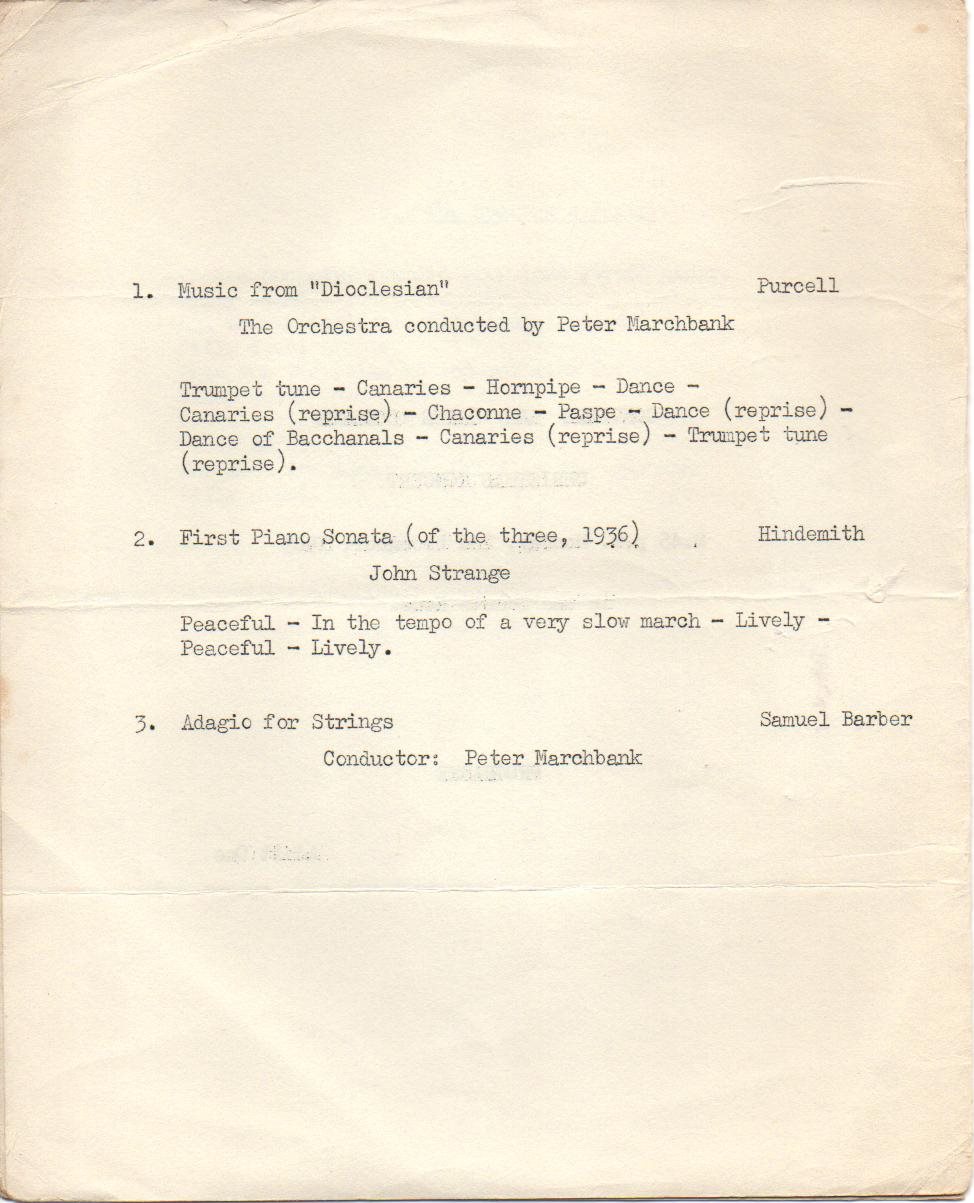 1. Music from "Dioclesian" Purcell
The Orchestra conducted by Peter Marchbank
Trumpet tune - Canaries - Hornpipe - Dance -
Canaries (reprise) - Chaconne - Paspe - Dance (reprise) -
Dance of Bacchanals - Canaries (reprise) - Trumpet tune
(reprise).
2. First Piano Sonata (of the three, 1936) Hindemith
John Strange
Peaceful - In the tempo of a very slow march - Lively -
Peaceful - Lively.
3. Adagio for Strings Samuel Barber
Conductor: Peter Marchbank